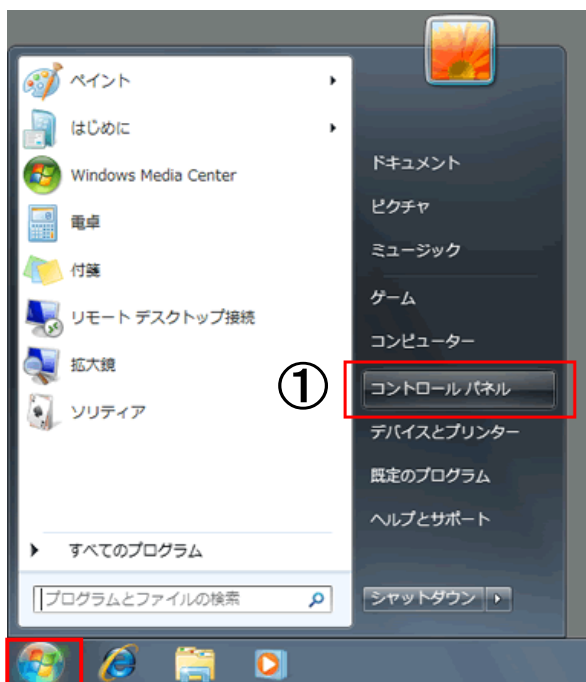 ペイント
はじめに
Windows Media Center
電卓
付箋
リモート デスクトップ接続
拡大鏡
ソリティア
すべてのプログラム
プログラムとファイルの検索
ドキュメント
ピクチャ
ミュージック
ゲーム
コンピューター
①
コントロール パネル
デバイスとプリンター
既定のプログラム
ヘルプとサポート
シャットダウン